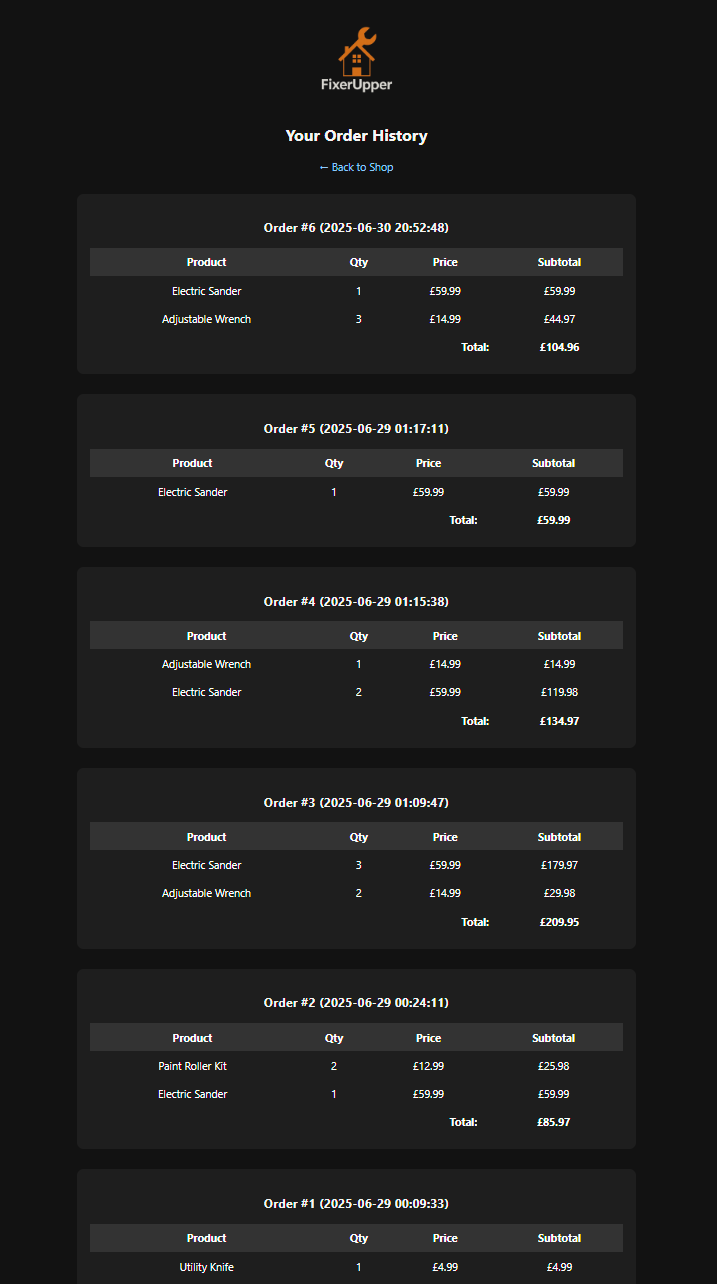 FixerUpper
Your Order History
← Back to Shop
Order #6 (2025-06-30 20:52:48)
Product Qty Price Subtotal
Electric Sander 1 £59.99 £59.99
Adjustable Wrench 3 £14.99 £44.97
Total: £104.96
Order #5 (2025-06-29 01:17:11)
Product Qty Price Subtotal
Electric Sander 1 £59.99 £59.99
Total: £59.99
Order #4 (2025-06-29 01:15:38)
Product Qty Price Subtotal
Adjustable Wrench 1 £14.99 £14.99
Electric Sander 2 £59.99 £119.98
Total: £134.97
Order #3 (2025-06-29 01:09:47)
Product Qty Price Subtotal
Electric Sander 3 £59.99 £179.97
Adjustable Wrench 2 £14.99 £29.98
Total: £209.95
Order #2 (2025-06-29 00:24:11)
Product Qty Price Subtotal
Paint Roller Kit 2 £12.99 £25.98
Electric Sander 1 £59.99 £59.99
Total: £85.97
Order #1 (2025-06-29 00:09:33)
Product Qty Price Subtotal
Utility Knife 1 £4.99 £4.99